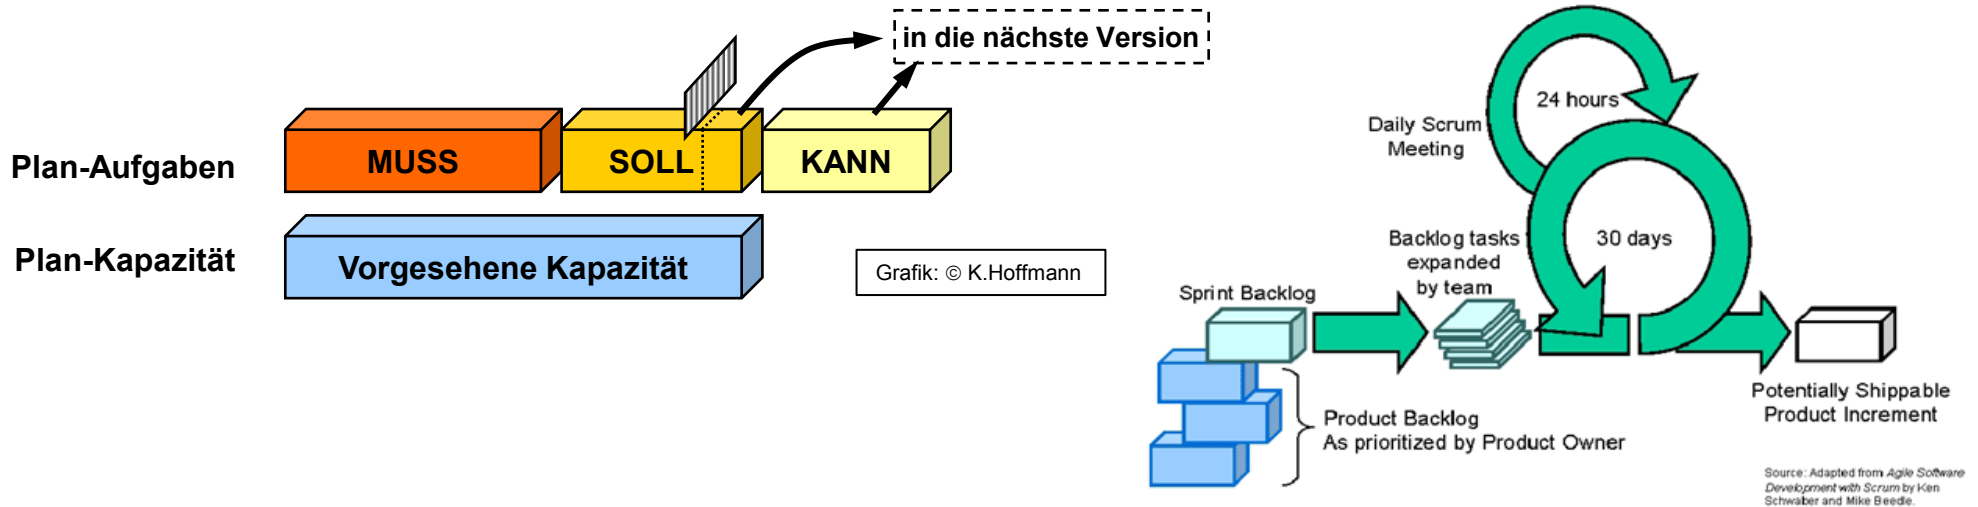 in die nächste Version
MUSS
SOLL
KANN
Plan-Aufgaben
Plan-Kapazität
Vorgesehene Kapazität
Grafik: © K.Hoffmann
24 hours
Daily Scrum
Meeting
30 days
Backlog tasks
expanded
by team
Sprint Backlog
Product Backlog
As prioritized by Product Owner
Potentially Shippable
Product Increment
Source: Adapted from Agile Software
Development with Scrum by Ken
Schwaber and Mike Beedle.